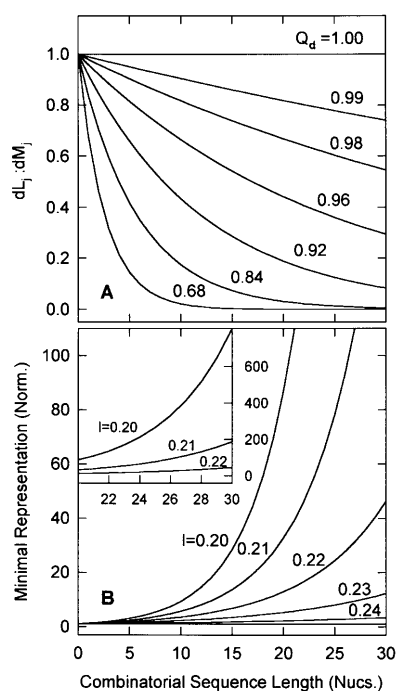 Q_d =1.00
1.0
0.8
0.6
0.4
0.2
0.0
dL_j :dM_j
0.99
0.98
0.96
0.92
0.84
0.68
A
100
80
60
40
20
0
Minimal Representation (Norm.)
I=0.20
0.21
0.22
600
400
200
0
22 24 26 28 30
I=0.20
0.21
0.22
0.23
0.24
B
0 5 10 15 20 25 30
Combinatorial Sequence Length (Nucs.)